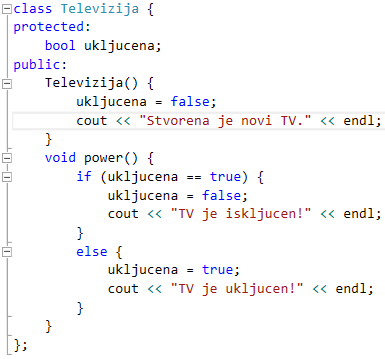 class Televizija {
protected:
    bool ukljucena;
public:
    Televizija() {
        ukljucena = false;
        cout << "Stvorena je novi TV." << endl;
    }
    void power() {
        if (ukljucena == true) {
            ukljucena = false;
            cout << "TV je iskljucen!" << endl;
        }
        else {
            ukljucena = true;
            cout << "TV je ukljucen!" << endl;
        }
    }
};